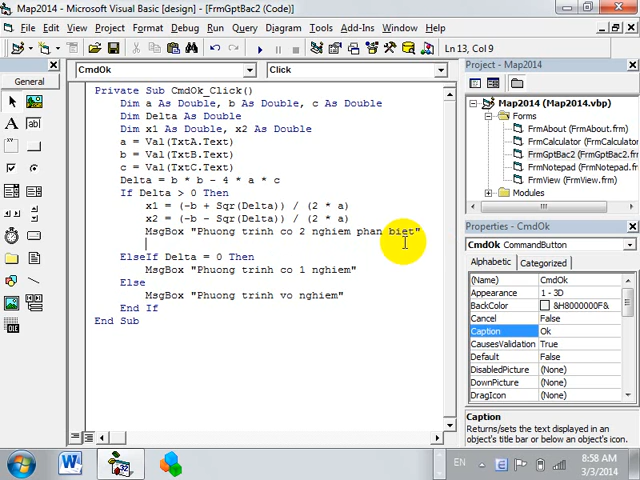 Map2014 - Microsoft Visual Basic [design] - [FrmGptBac2 (Code)]
File Edit View Project Format Debug Run Query Diagram Tools Add-Ins Window
Help
Ln 13, Col 9
General
CmdOk Click
Private Sub CmdOk_Click()
Dim a As Double, b As Double, c As Double
Dim Delta As Double
Dim x1 As Double, x2 As Double
a = Val(TxtA.Text)
b = Val(TxtB.Text)
c = Val(TxtC.Text)
Delta = b * b - 4 * a * c
If Delta > 0 Then
x1 = (-b + Sqr(Delta)) / (2 * a)
x2 = (-b - Sqr(Delta)) / (2 * a)
MsgBox "Phuong trinh co 2 nghiem phan biet"
ElseIf Delta = 0 Then
MsgBox "Phuong trinh co 1 nghiem"
Else
MsgBox "Phuong trinh vo nghiem"
End If
End Sub
Project - Map2014
Map2014 (Map2014.vbp)
Forms
FrmAbout (FrmAbout.frm)
FrmCalculator (FrmCalculator.
FrmGptBac2 (FrmGptBac2.frm
FrmNotepad (FrmNotepad.frm
FrmView (FrmView.frm)
Modules
Properties - CmdOk
CmdOk CommandButton
Alphabetic Categorized
(Name) CmdOk
Appearance 1 - 3D
BackColor &H8000000F&
Cancel False
Caption Ok
CausesValidation True
Default False
DisabledPicture (None)
DownPicture (None)
DragIcon (None)
Caption
Returns/sets the text displayed in
an object's title bar or below an object's icon.
EN
8:58 AM
3/3/2014